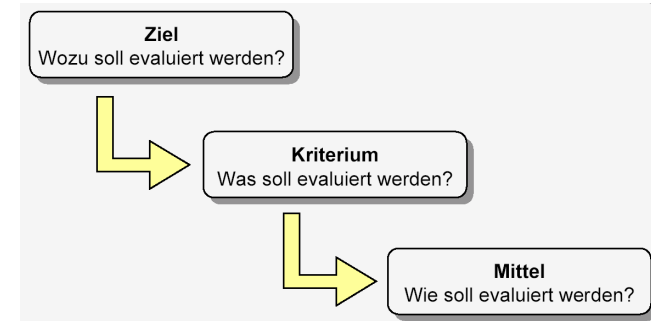 Ziel
Wozu soll evaluiert werden?
Kriterium
Was soll evaluiert werden?
Mittel
Wie soll evaluiert werden?